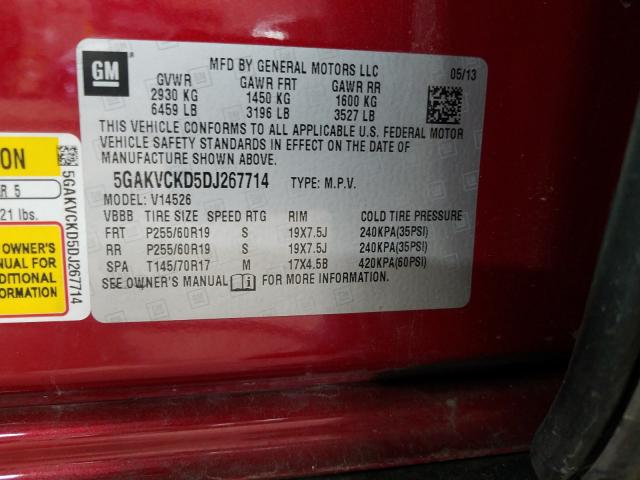 GM
MFD BY GENERAL MOTORS LLC
05/13
GVWR GAWR FRT GAWR RR
2930 KG 1450 KG 1600 KG
6459 LB 3196 LB 3527 LB
THIS VEHICLE CONFORMS TO ALL APPLICABLE U.S. FEDERAL MOTOR
VEHICLE SAFETY STANDARDS IN EFFECT ON THE DATE OF
MANUFACTURE SHOWN ABOVE.
5GAKVCKD5DJ267714 TYPE: M.P.V.
MODEL: V14526
VBBB TIRE SIZE SPEED RTG RIM COLD TIRE PRESSURE
FRT P255/60R19 S 19X7.5J 240KPA(35PSI)
RR P255/60R19 S 19X7.5J 240KPA(35PSI)
SPA T145/70R17 M 17X4.5B 420KPA(60PSI)
SEE OWNER'S MANUAL i FOR MORE INFORMATION.
ION
R 5
21 lbs.
OWNER'S
NUAL FOR
DITIONAL
ORMATION
5GAKVCKD5DJ267714